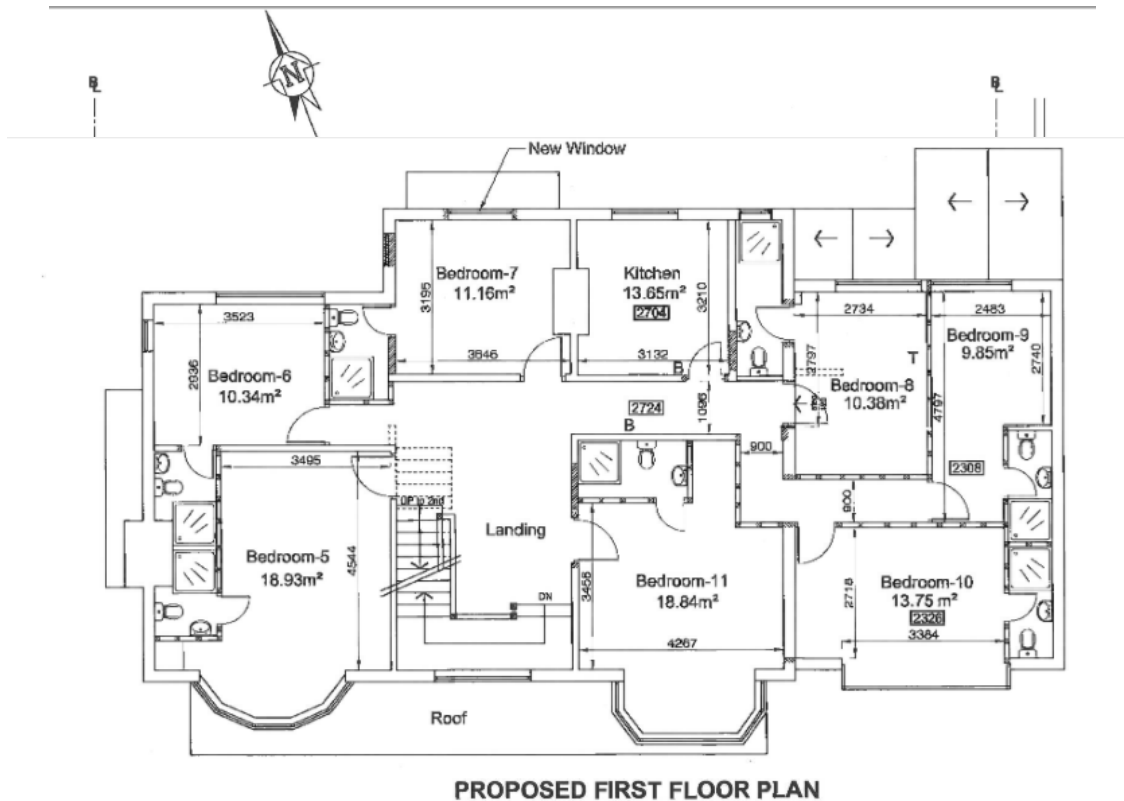 N
B
B
New Window
Bedroom-7
11.16m²
3195
3646
Kitchen
13.65m²
2704
3210
3132
B
3523
2936
Bedroom-6
10.34m²
2734
2797
Bedroom-8
10.38m²
T
2483
Bedroom-9
9.85m²
2740
4797
2308
2724
B
1096
900
900
3495
UP to 2nd
Landing
DN
Bedroom-5
18.93m²
4544
Bedroom-11
18.84m²
4267
Bedroom-10
13.75 m²
2326
3384
2718
Roof
PROPOSED FIRST FLOOR PLAN